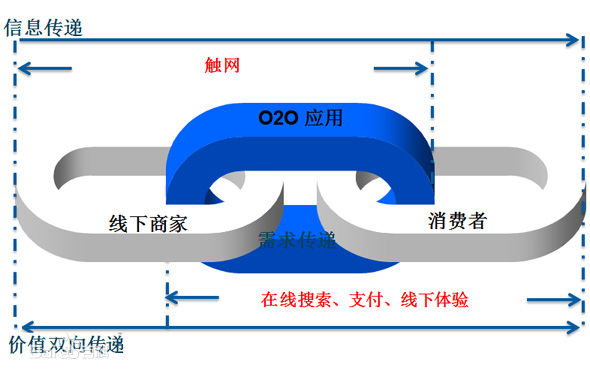 信息传递
触网
O2O 应用
线下商家
消费者
需求传递
在线搜索、支付、线下体验
价值双向传递